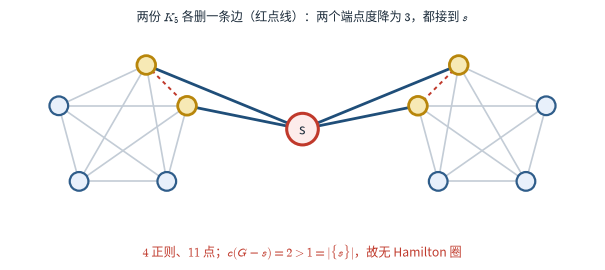 两份 K₅ 各删一条边（红点线）：两个端点度降为 3，都接到 s
s
4 正则、11 点；c(G − s) = 2 > 1 = |{s}|，故无 Hamilton 圈